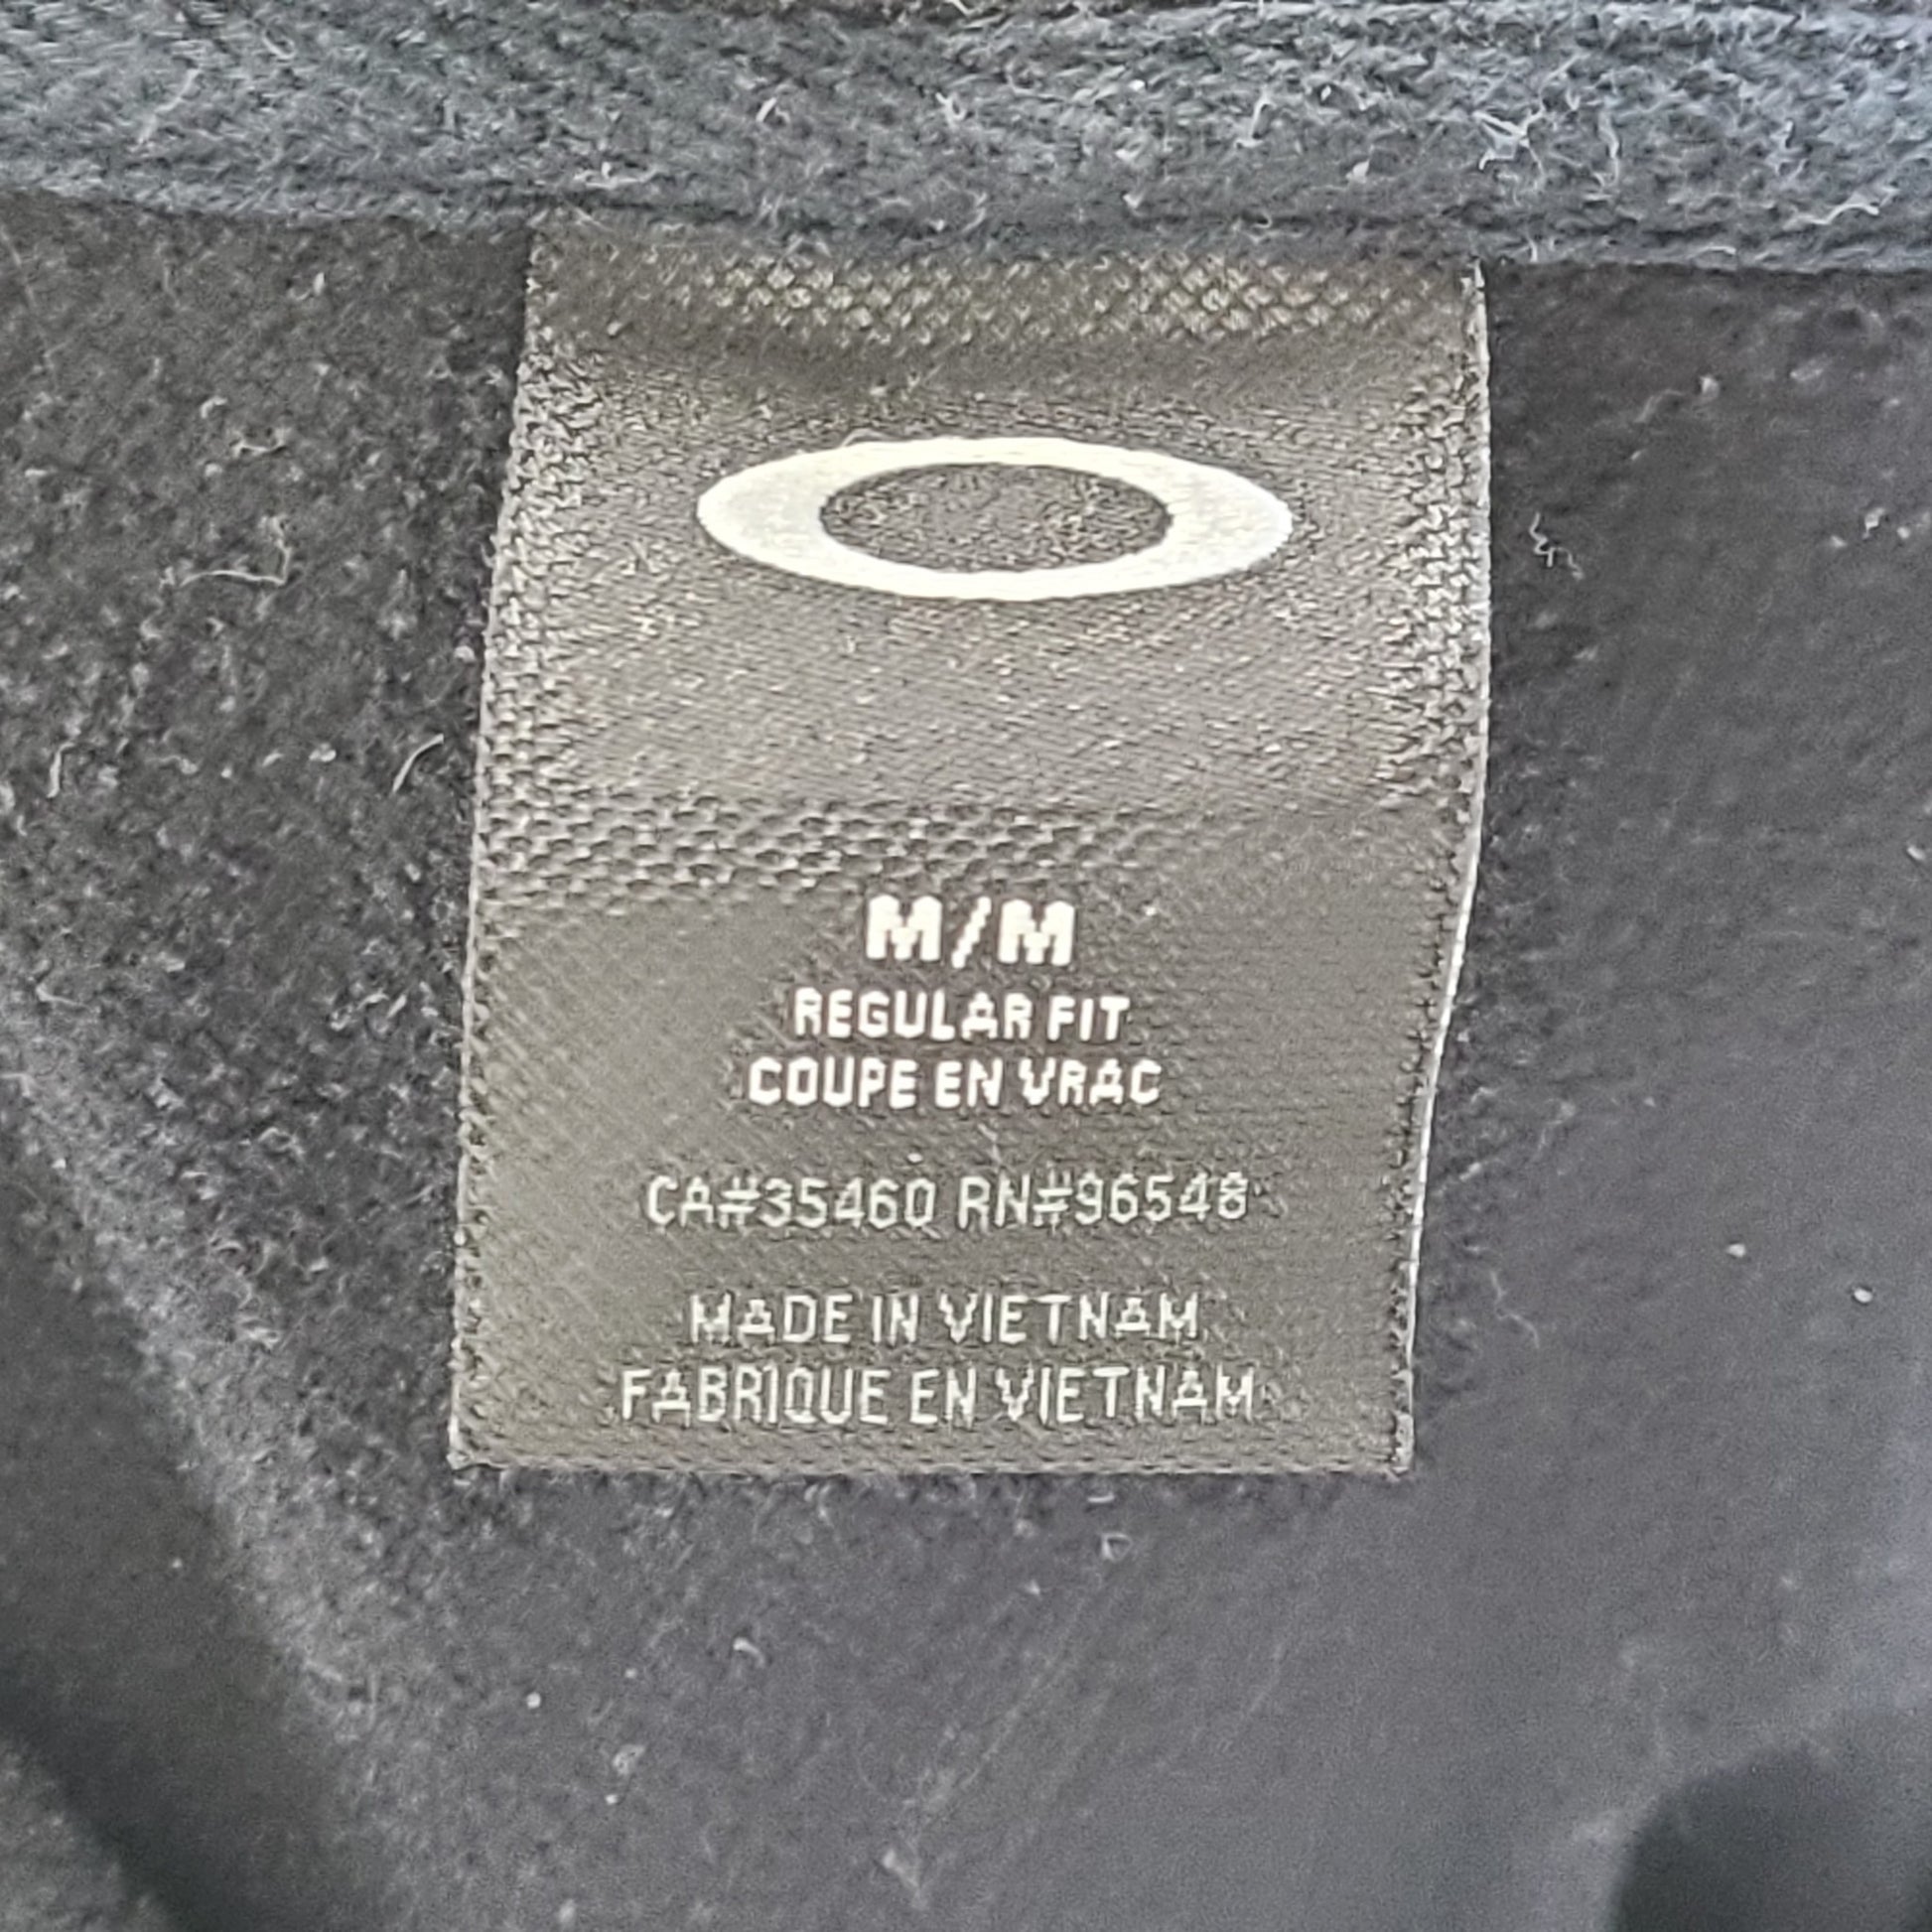 M/M
REGULAR FIT
COUPE EN VRAC
CA#35460 RN#96548
MADE IN VIETNAM
FABRIQUE EN VIETNAM